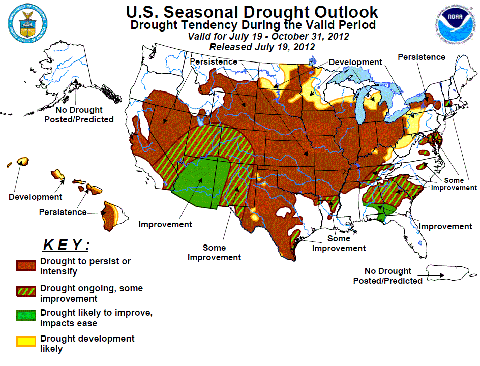 U.S. Seasonal Drought Outlook
Drought Tendency During the Valid Period
Valid for July 19 - October 31, 2012
Released July 19, 2012
NOAA
Persistence
Development
Persistence
No Drought
Posted/Predicted
Development
Persistence
Improvement
Some
Improvement
Some
Improvement
Some
Improvement
Improvement
No Drought
Posted/Predicted
KEY:
Drought to persist or
intensify
Drought ongoing, some
improvement
Drought likely to improve,
impacts ease
Drought development
likely